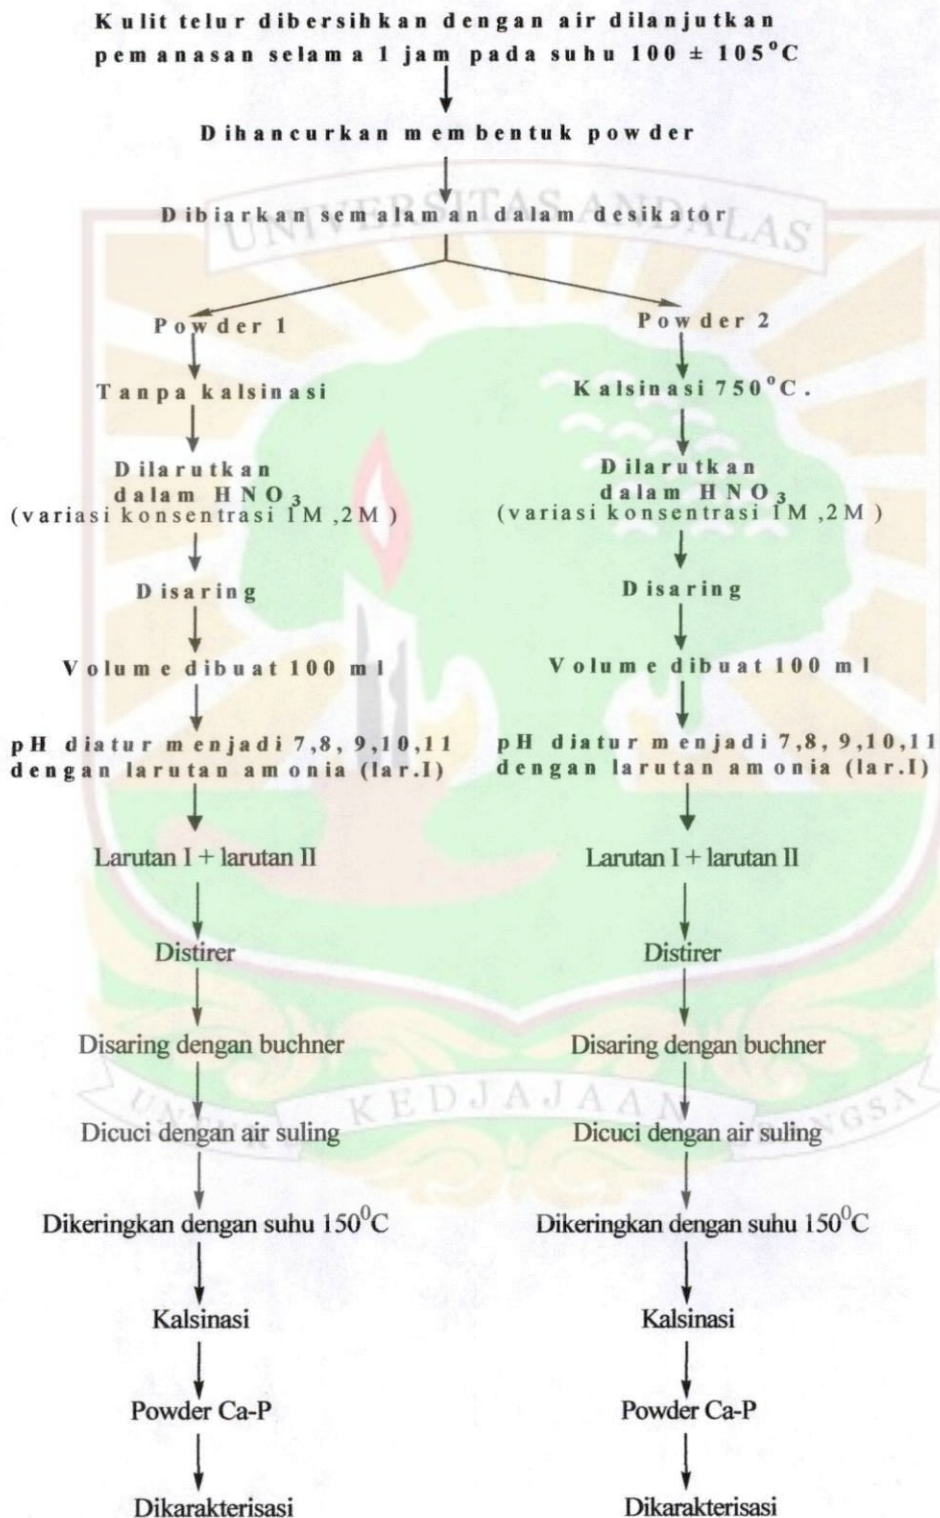 Kulit telur dibersihkan dengan air dilanjutkan
pemanasan selama 1 jam pada suhu 100 ± 105°C
Dihancurkan membentuk powder
UNIVERSITAS ANDALAS
Dibiarkan semalaman dalam desikator
Powder 1
Tanpa kalsinasi
Dilarutkan
dalam HNO₃
(variasi konsentrasi 1M ,2M )
Disaring
Volume dibuat 100 ml
pH diatur menjadi 7,8, 9,10,11
dengan larutan amonia (lar.I)
Larutan I + larutan II
Distirer
Disaring dengan buchner
Dicuci dengan air suling
Dikeringkan dengan suhu 150⁰C
Kalsinasi
Powder Ca-P
Dikarakterisasi
Powder 2
Kalsinasi 750°C.
Dilarutkan
dalam HNO₃
(variasi konsentrasi 1M ,2M )
Disaring
Volume dibuat 100 ml
pH diatur menjadi 7,8, 9,10,11
dengan larutan amonia (lar.I)
Larutan I + larutan II
Distirer
Disaring dengan buchner
Dicuci dengan air suling
Dikeringkan dengan suhu 150⁰C
Kalsinasi
Powder Ca-P
Dikarakterisasi
KEDJAJAAN